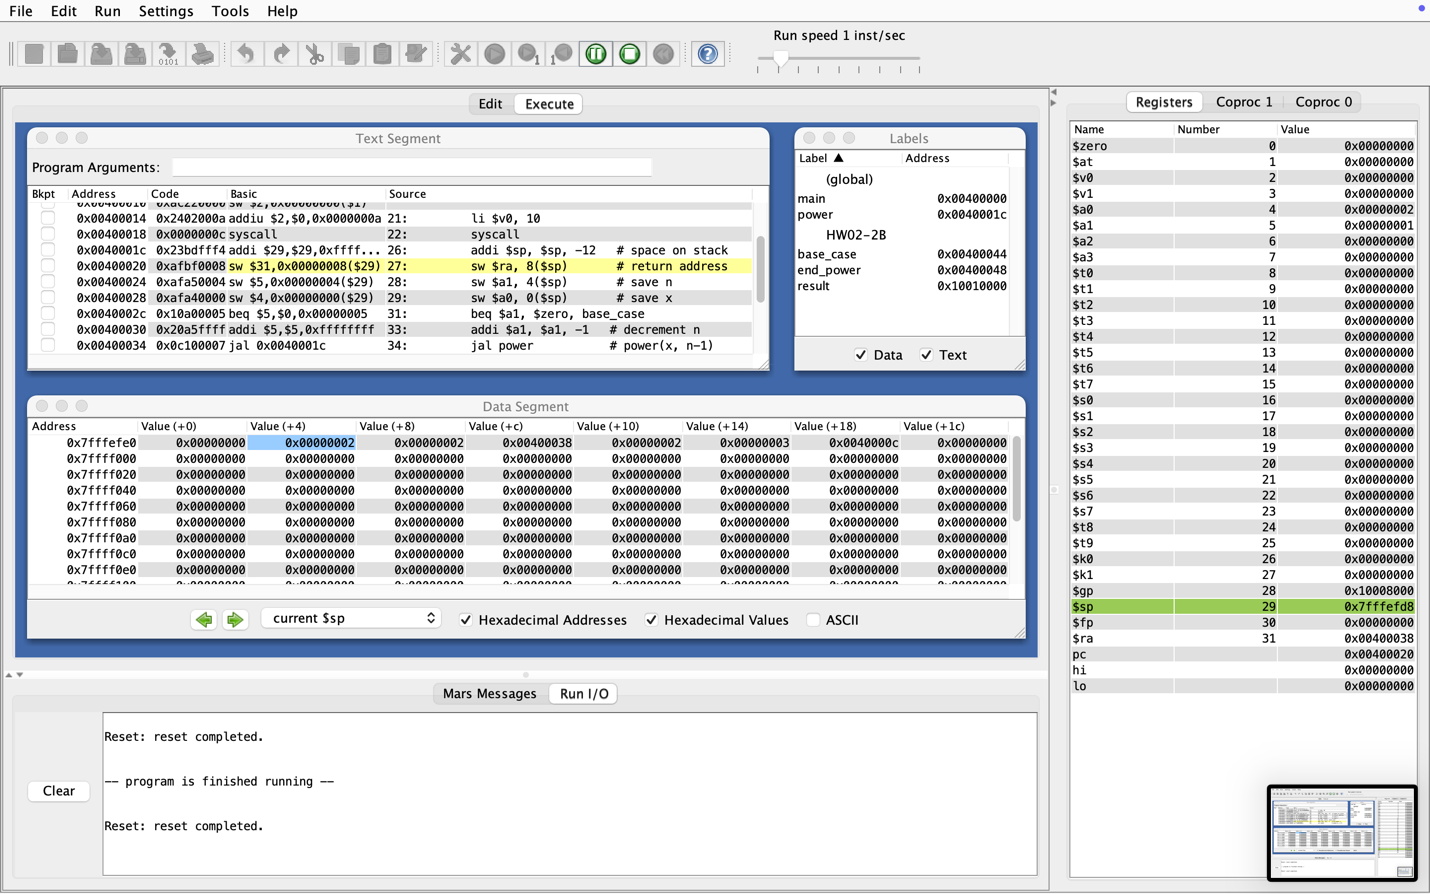 File Edit Run Settings Tools Help
Run speed 1 inst/sec
Edit Execute
Text Segment
Program Arguments:
Bkpt Address Code Basic Source
0x00400010 0xac220000 sw $2,0x00000000($1)
0x00400014 0x2402000a addiu $2,$0,0x0000000a 21: li $v0, 10
0x00400018 0x0000000c syscall 22: syscall
0x0040001c 0x23bdfff4 addi $29,$29,0xffff... 26: addi $sp, $sp, -12 # space on stack
0x00400020 0xafbf0008 sw $31,0x00000008($29) 27: sw $ra, 8($sp) # return address
0x00400024 0xafa50004 sw $5,0x00000004($29) 28: sw $a1, 4($sp) # save n
0x00400028 0xafa40000 sw $4,0x00000000($29) 29: sw $a0, 0($sp) # save x
0x0040002c 0x10a00005 beq $5,$0,0x00000005 31: beq $a1, $zero, base_case
0x00400030 0x20a5ffff addi $5,$5,0xffffffff 33: addi $a1, $a1, -1 # decrement n
0x00400034 0x0c100007 jal 0x0040001c 34: jal power # power(x, n-1)
Labels
Label ▲ Address
(global)
main 0x00400000
power 0x0040001c
HW02-2B
base_case 0x00400044
end_power 0x00400048
result 0x10010000
Data Text
Data Segment
Address Value (+0) Value (+4) Value (+8) Value (+c) Value (+10) Value (+14) Value (+18) Value (+1c)
0x7fffefe0 0x00000000 0x00000002 0x00000002 0x00400038 0x00000002 0x00000003 0x0040000c 0x00000000
0x7ffff000 0x00000000 0x00000000 0x00000000 0x00000000 0x00000000 0x00000000 0x00000000 0x00000000
0x7ffff020 0x00000000 0x00000000 0x00000000 0x00000000 0x00000000 0x00000000 0x00000000 0x00000000
0x7ffff040 0x00000000 0x00000000 0x00000000 0x00000000 0x00000000 0x00000000 0x00000000 0x00000000
0x7ffff060 0x00000000 0x00000000 0x00000000 0x00000000 0x00000000 0x00000000 0x00000000 0x00000000
0x7ffff080 0x00000000 0x00000000 0x00000000 0x00000000 0x00000000 0x00000000 0x00000000 0x00000000
0x7ffff0a0 0x00000000 0x00000000 0x00000000 0x00000000 0x00000000 0x00000000 0x00000000 0x00000000
0x7ffff0c0 0x00000000 0x00000000 0x00000000 0x00000000 0x00000000 0x00000000 0x00000000 0x00000000
0x7ffff0e0 0x00000000 0x00000000 0x00000000 0x00000000 0x00000000 0x00000000 0x00000000 0x00000000
0x7ffff100 0x00000000 0x00000000 0x00000000 0x00000000 0x00000000 0x00000000 0x00000000 0x00000000
current $sp Hexadecimal Addresses Hexadecimal Values ASCII
Mars Messages Run I/O
Clear
Reset: reset completed.
-- program is finished running --
Reset: reset completed.
Registers Coproc 1 Coproc 0
Name Number Value
$zero 0 0x00000000
$at 1 0x00000000
$v0 2 0x00000000
$v1 3 0x00000000
$a0 4 0x00000002
$a1 5 0x00000001
$a2 6 0x00000000
$a3 7 0x00000000
$t0 8 0x00000000
$t1 9 0x00000000
$t2 10 0x00000000
$t3 11 0x00000000
$t4 12 0x00000000
$t5 13 0x00000000
$t6 14 0x00000000
$t7 15 0x00000000
$s0 16 0x00000000
$s1 17 0x00000000
$s2 18 0x00000000
$s3 19 0x00000000
$s4 20 0x00000000
$s5 21 0x00000000
$s6 22 0x00000000
$s7 23 0x00000000
$t8 24 0x00000000
$t9 25 0x00000000
$k0 26 0x00000000
$k1 27 0x00000000
$gp 28 0x10008000
$sp 29 0x7fffefd8
$fp 30 0x00000000
$ra 31 0x00400038
pc 0x00400020
hi 0x00000000
lo 0x00000000